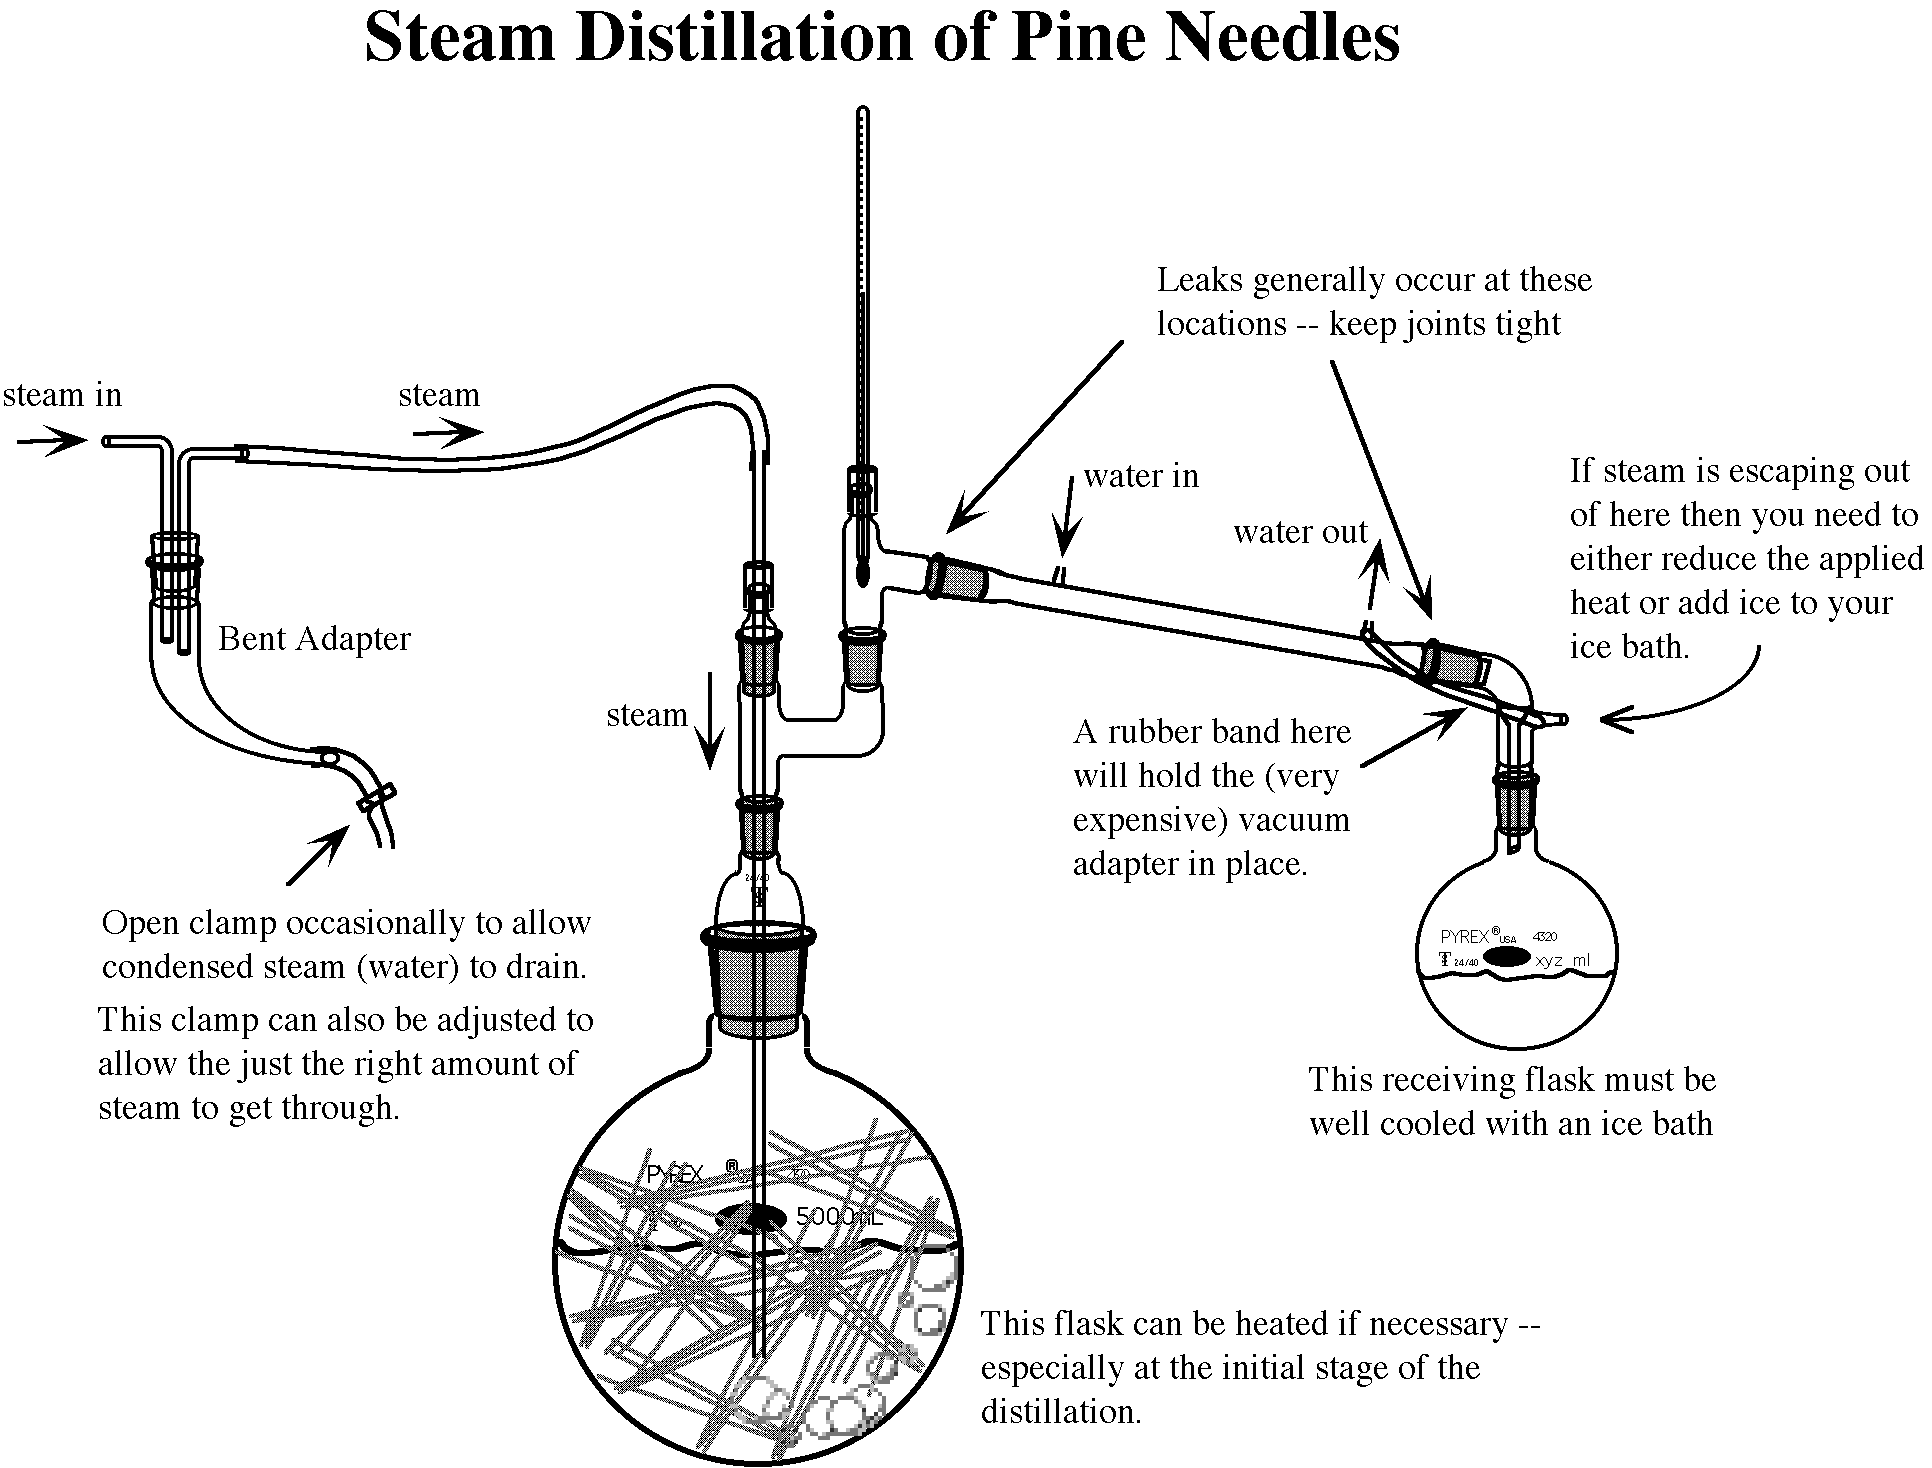 Steam Distillation of Pine Needles
Leaks generally occur at these
locations -- keep joints tight
steam in
steam
water in
water out
If steam is escaping out
of here then you need to
either reduce the applied
heat or add ice to your
ice bath.
Bent Adapter
steam
A rubber band here
will hold the (very
expensive) vacuum
adapter in place.
24/40
T
Open clamp occasionally to allow
condensed steam (water) to drain.
This clamp can also be adjusted to
allow the just the right amount of
steam to get through.
PYREX ® USA 4320
T 24/40 xyz ml
This receiving flask must be
well cooled with an ice bath
PYREX ®
5000mL
This flask can be heated if necessary --
especially at the initial stage of the
distillation.